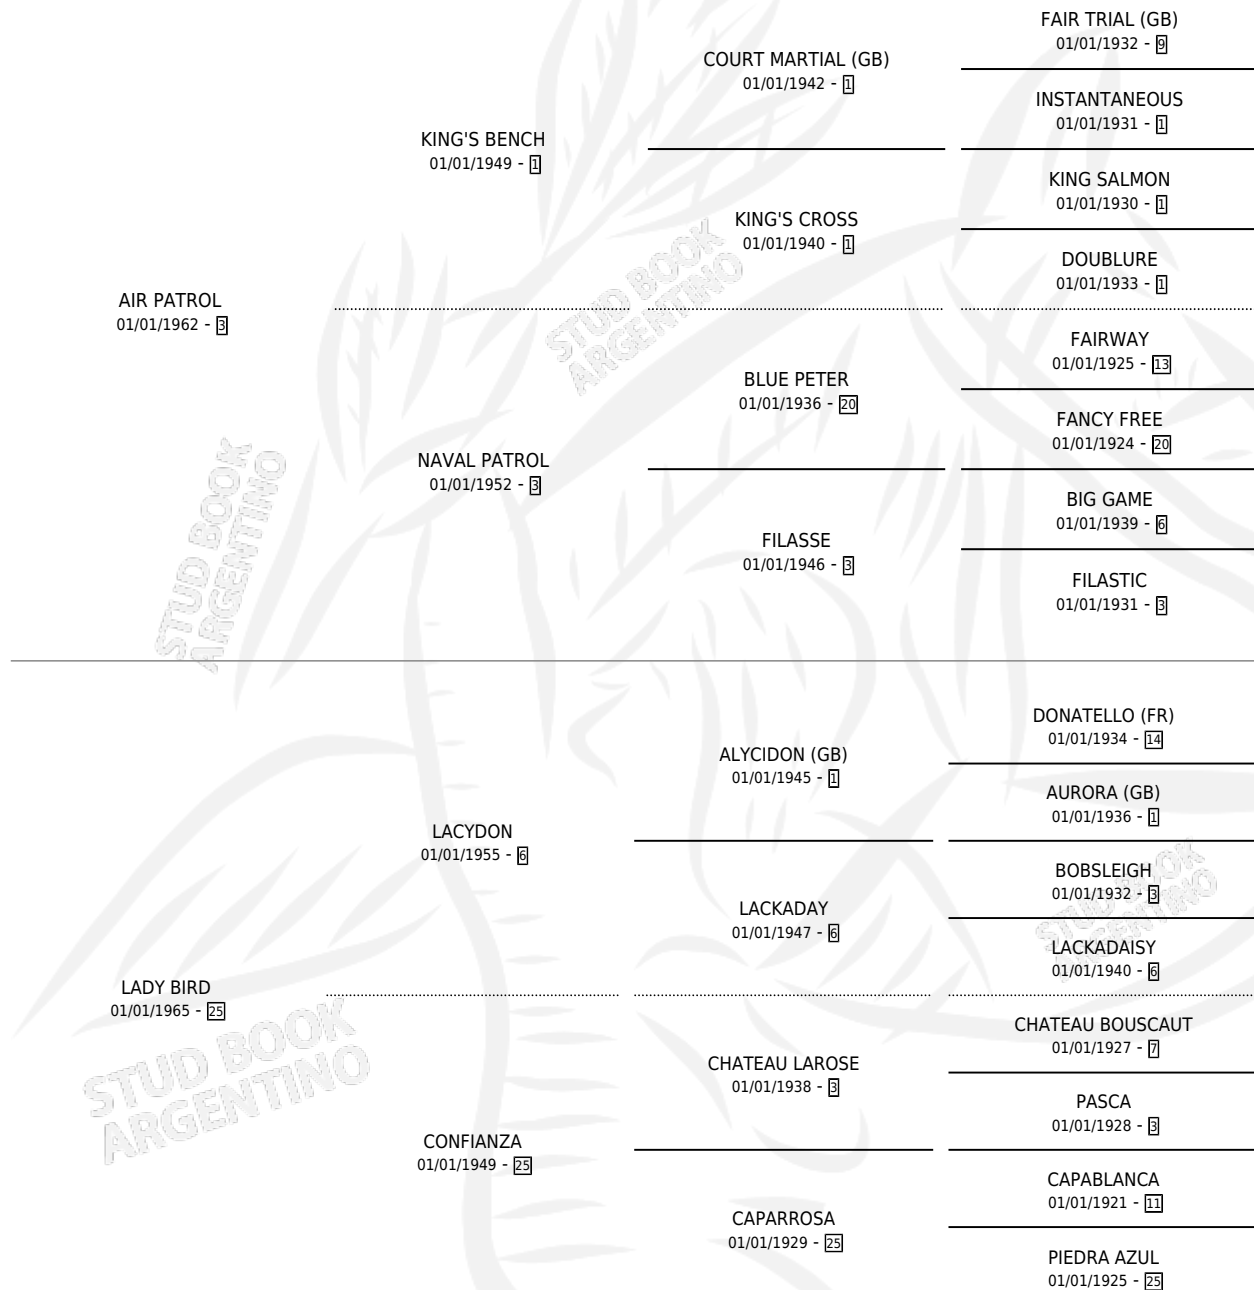 FAIR TRIAL (GB)
01/01/1932 - 9
COURT MARTIAL (GB)
01/01/1942 - 1
INSTANTANEOUS
01/01/1931 - 1
KING'S BENCH
01/01/1949 - 1
KING SALMON
01/01/1930 - 1
KING'S CROSS
01/01/1940 - 1
DOUBLURE
01/01/1933 - 1
AIR PATROL
01/01/1962 - 3
FAIRWAY
01/01/1925 - 13
BLUE PETER
01/01/1936 - 20
FANCY FREE
01/01/1924 - 20
NAVAL PATROL
01/01/1952 - 3
BIG GAME
01/01/1939 - 6
FILASSE
01/01/1946 - 3
FILASTIC
01/01/1931 - 3
DONATELLO (FR)
01/01/1934 - 14
ALYCIDON (GB)
01/01/1945 - 1
AURORA (GB)
01/01/1936 - 1
LACYDON
01/01/1955 - 6
BOBSLEIGH
01/01/1932 - 3
LACKADAY
01/01/1947 - 6
LACKADAISY
01/01/1940 - 6
LADY BIRD
01/01/1965 - 25
CHATEAU BOUSCAUT
01/01/1927 - 7
CHATEAU LAROSE
01/01/1938 - 3
PASCA
01/01/1928 - 3
CONFIANZA
01/01/1949 - 25
CAPABLANCA
01/01/1921 - 11
CAPARROSA
01/01/1929 - 25
PIEDRA AZUL
01/01/1925 - 25
STUD BOOK
ARGENTINO
STUD BOOK
ARGENTINO
STUD BOOK
ARGENTINO
STUD BOOK
ARGENTINO